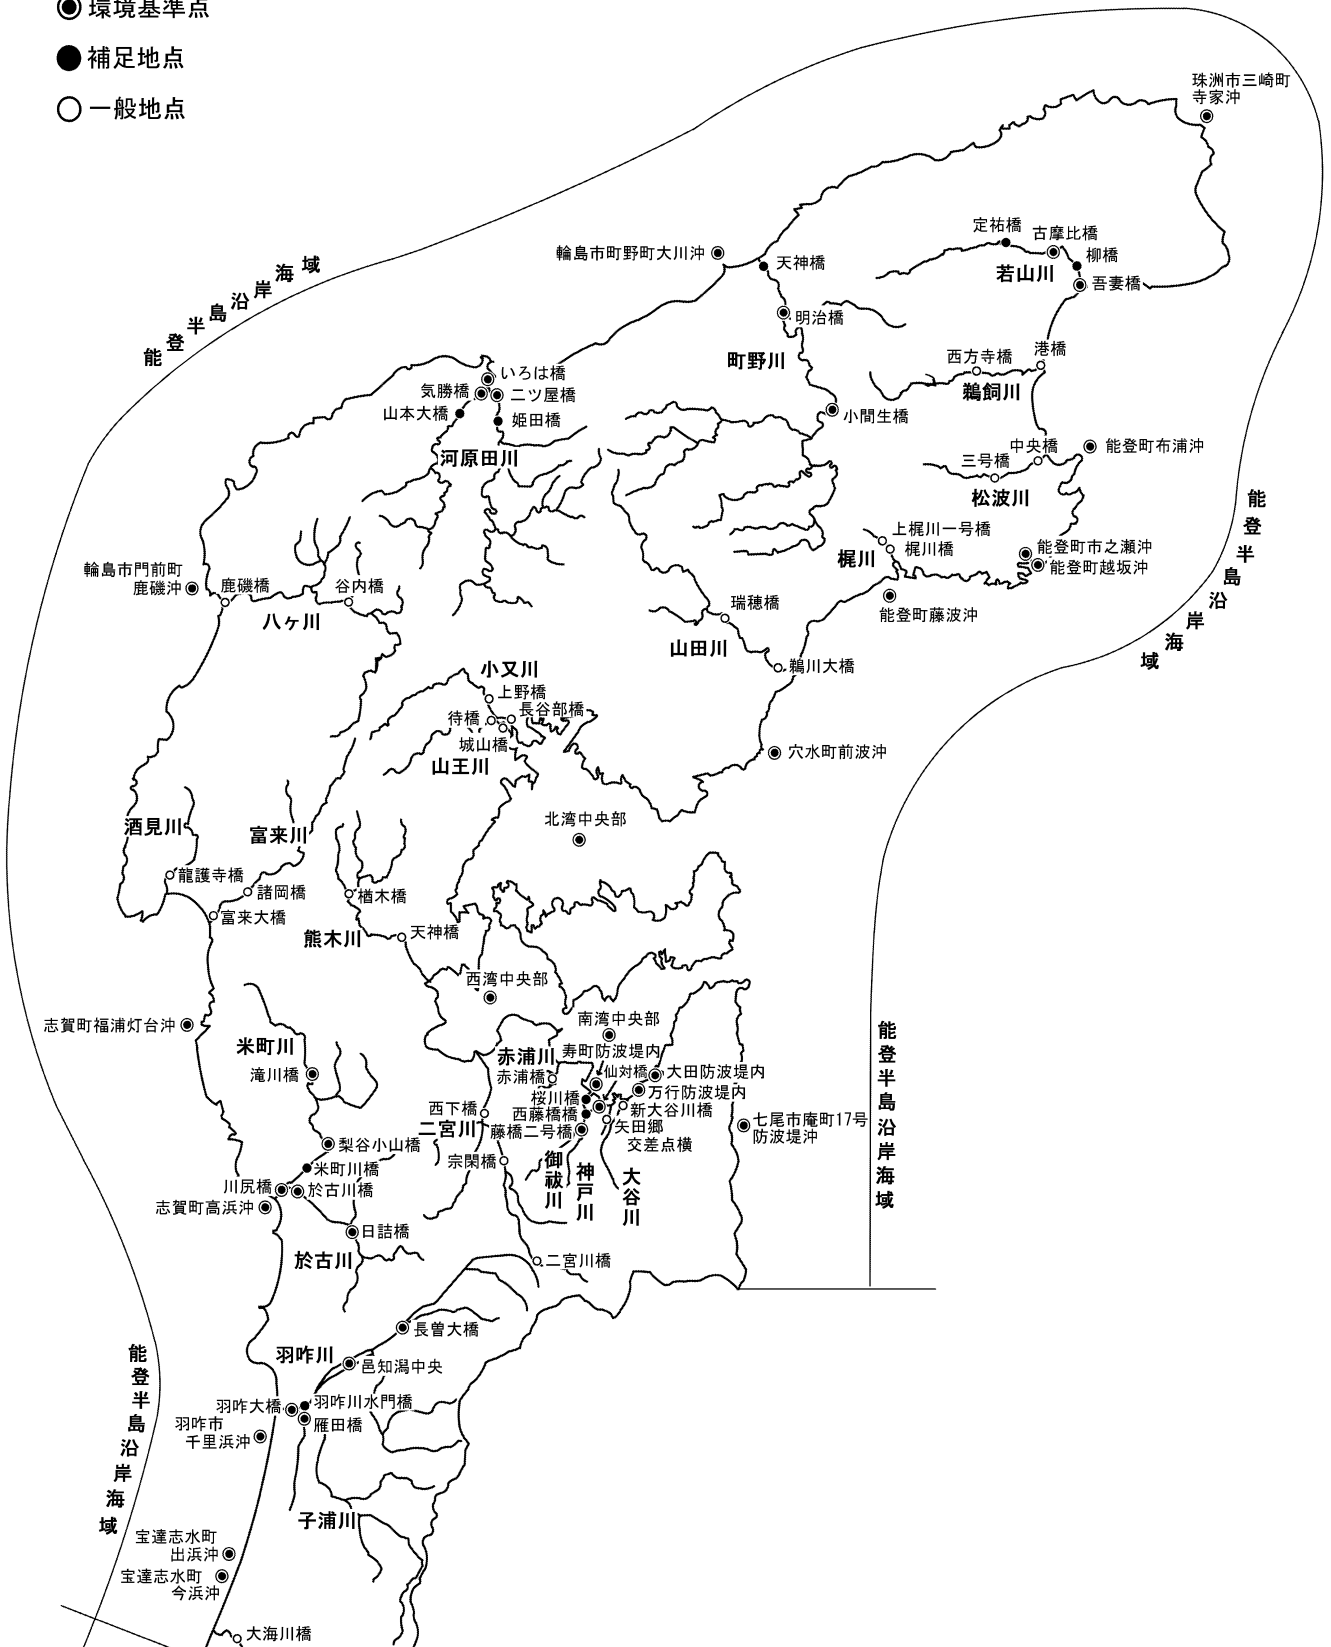 環境基準点
補足地点
一般地点
珠洲市三崎町
寺家沖
能登半島沿岸海域
輪島市町野町大川沖
天神橋
定祐橋
古摩比橋
柳橋
若山川
吾妻橋
明治橋
町野川
西方寺橋
港橋
鵜飼川
いろは橋
気勝橋
二ツ屋橋
山本大橋
姫田橋
小間生橋
河原田川
中央橋
能登町布浦沖
三号橋
松波川
能登半島沿岸海域
上梶川一号橋
梶川橋
梶川
能登町市之瀬沖
能登町越坂沖
輪島市門前町
鹿磯沖
鹿磯橋
谷内橋
八ヶ川
瑞穂橋
能登町藤波沖
山田川
鵜川大橋
小又川
上野橋
待橋
長谷部橋
城山橋
山王川
穴水町前波沖
酒見川
富来川
北湾中央部
龍護寺橋
諸岡橋
楢木橋
富来大橋
熊木川
天神橋
西湾中央部
志賀町福浦灯台沖
米町川
滝川橋
南湾中央部
赤浦川
寿町防波堤内
赤浦橋
仙対橋
大田防波堤内
万行防波堤内
桜川橋
西下橋
西藤橋橋
新大谷川橋
二宮川
藤橋二号橋
矢田郷
交差点横
七尾市庵町17号
防波堤沖
能登半島沿岸海域
梨谷小山橋
宗閑橋
米町川橋
御祓川
神戸川
大谷川
川尻橋
於古川橋
志賀町高浜沖
日詰橋
於古川
二宮川橋
長曽大橋
羽咋川
邑知潟中央
能登半島沿岸海域
羽咋大橋
羽咋川水門橋
雁田橋
羽咋市
千里浜沖
子浦川
宝達志水町
出浜沖
宝達志水町
今浜沖
大海川橋